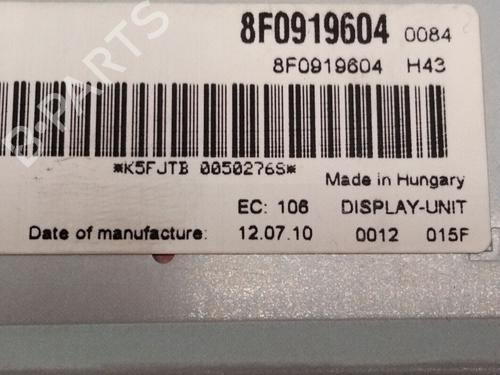 8F0919604 0084
8F0919604 H43
*K5FJTB 0050276S*
Made in Hungary
EC: 106 DISPLAY-UNIT
Date of manufacture: 12.07.10 0012 015F
B-PARTS